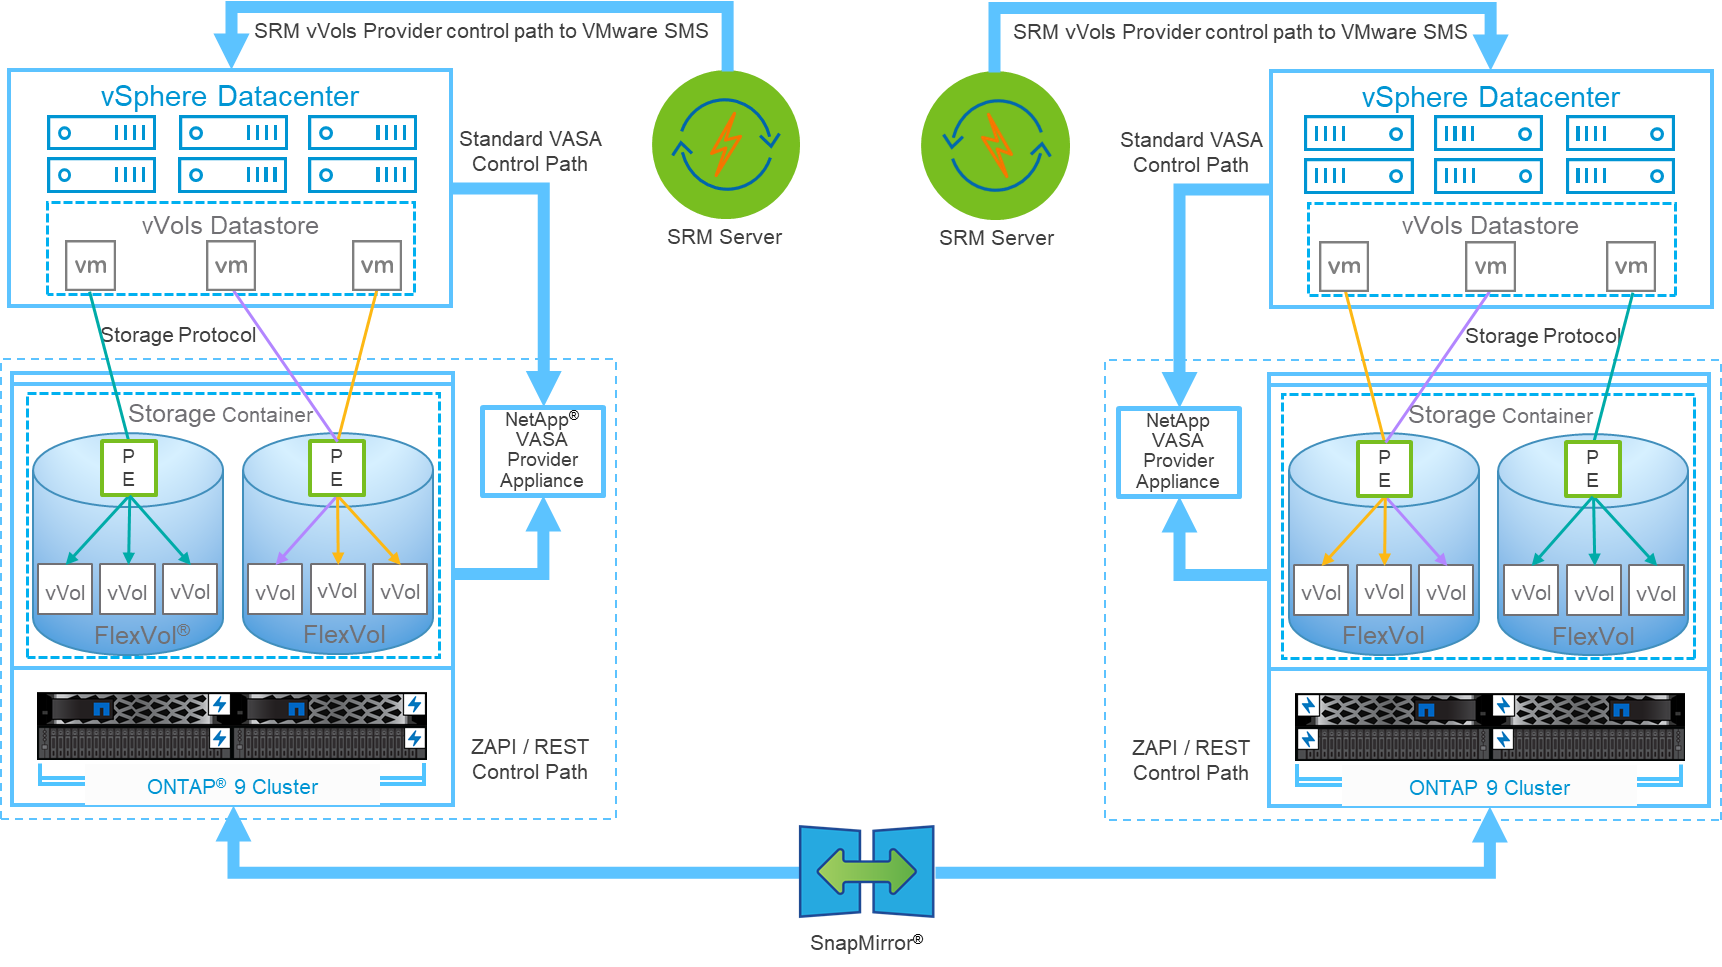 SRM vVols Provider control path to VMware SMS
vSphere Datacenter
Standard VASA
Control Path
SRM Server
vVols Datastore
vm
vm
vm
Storage Protocol
Storage Container
P
E
P
E
NetApp®
VASA
Provider
Appliance
vVol
vVol
vVol
vVol
vVol
vVol
FlexVol®
FlexVol
ZAPI / REST
Control Path
ONTAP® 9 Cluster
SRM vVols Provider control path to VMware SMS
vSphere Datacenter
Standard VASA
Control Path
SRM Server
vVols Datastore
vm
vm
vm
Storage Protocol
Storage Container
P
E
P
E
NetApp
VASA
Provider
Appliance
vVol
vVol
vVol
vVol
vVol
vVol
FlexVol
FlexVol
ZAPI / REST
Control Path
ONTAP 9 Cluster
SnapMirror®